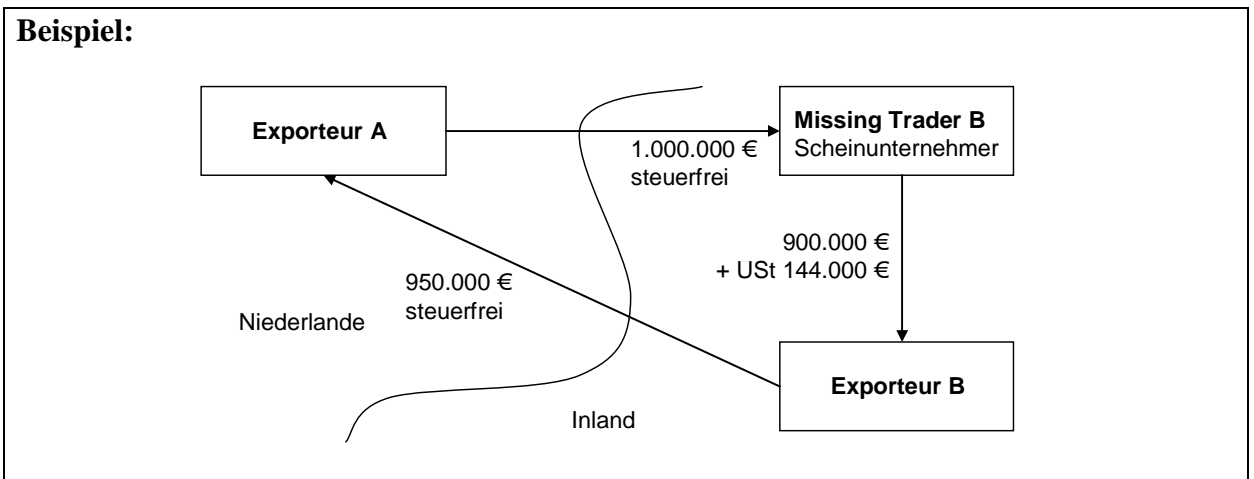 Beispiel:
Exporteur A
1.000.000 €
steuerfrei
Missing Trader B
Scheinunternehmer
900.000 €
+ USt 144.000 €
950.000 €
steuerfrei
Niederlande
Exporteur B
Inland